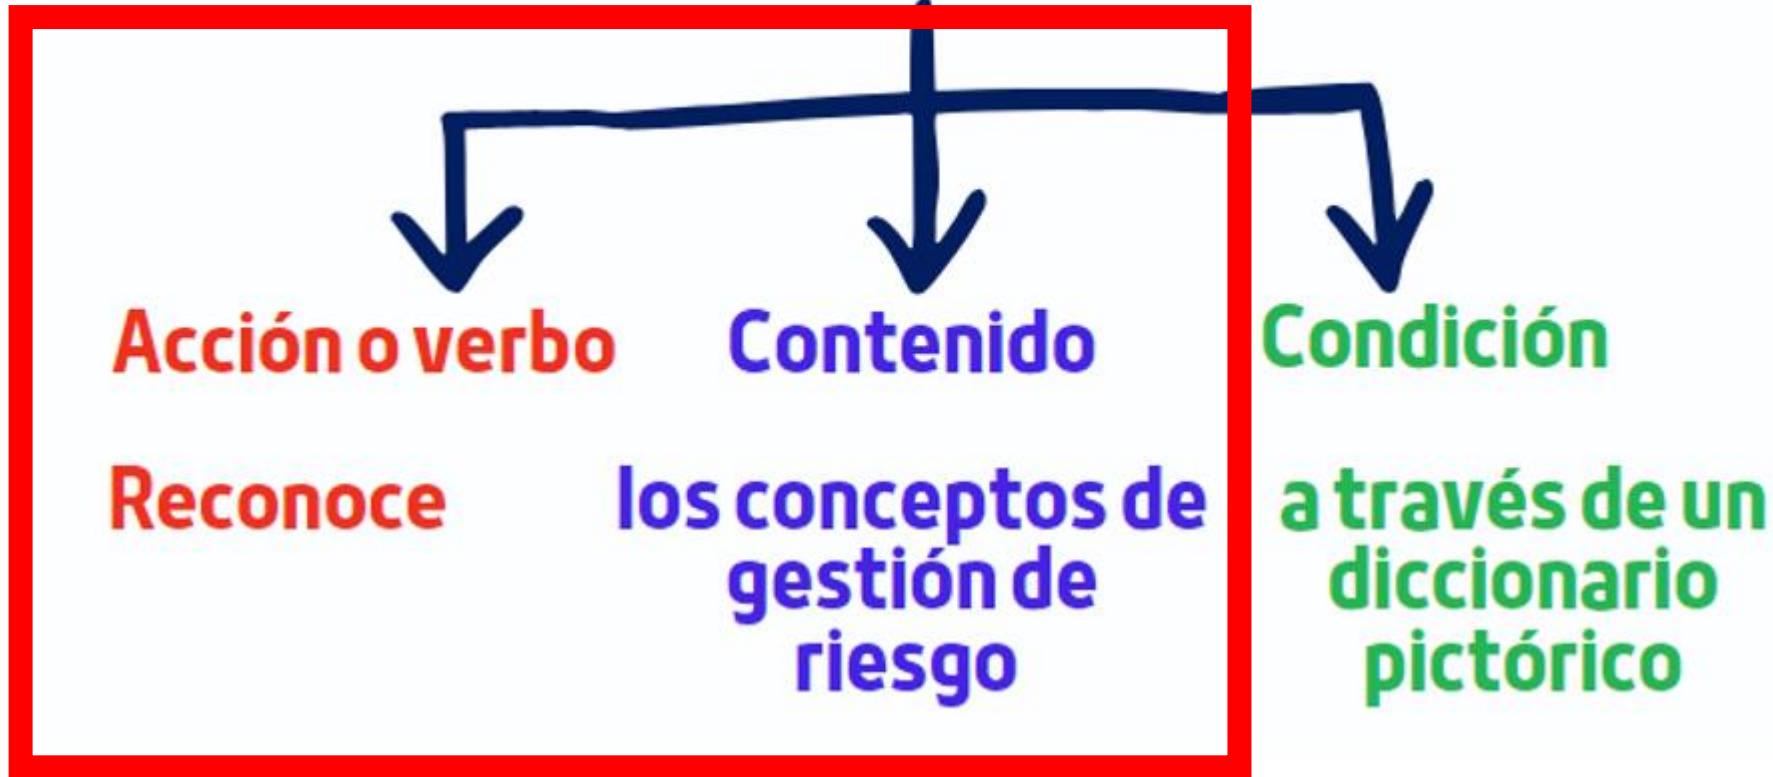 Acción o verbo
Contenido
Condición
Reconoce
los conceptos de
gestión de
riesgo
a través de un
diccionario
pictórico